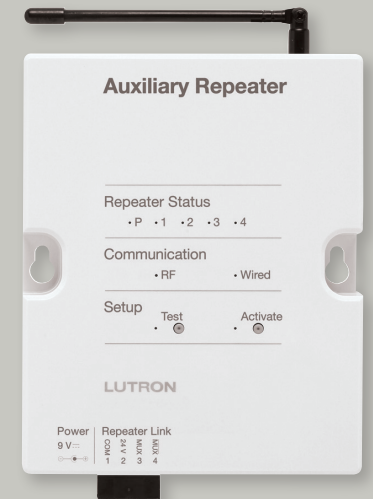 Auxiliary Repeater
Repeater Status
• P • 1 • 2 • 3 • 4
Communication
• RF • Wired
Setup
Test Activate
LUTRON
Power Repeater Link
9 V⎓ COM 24 V MUX MUX
1 2 3 4